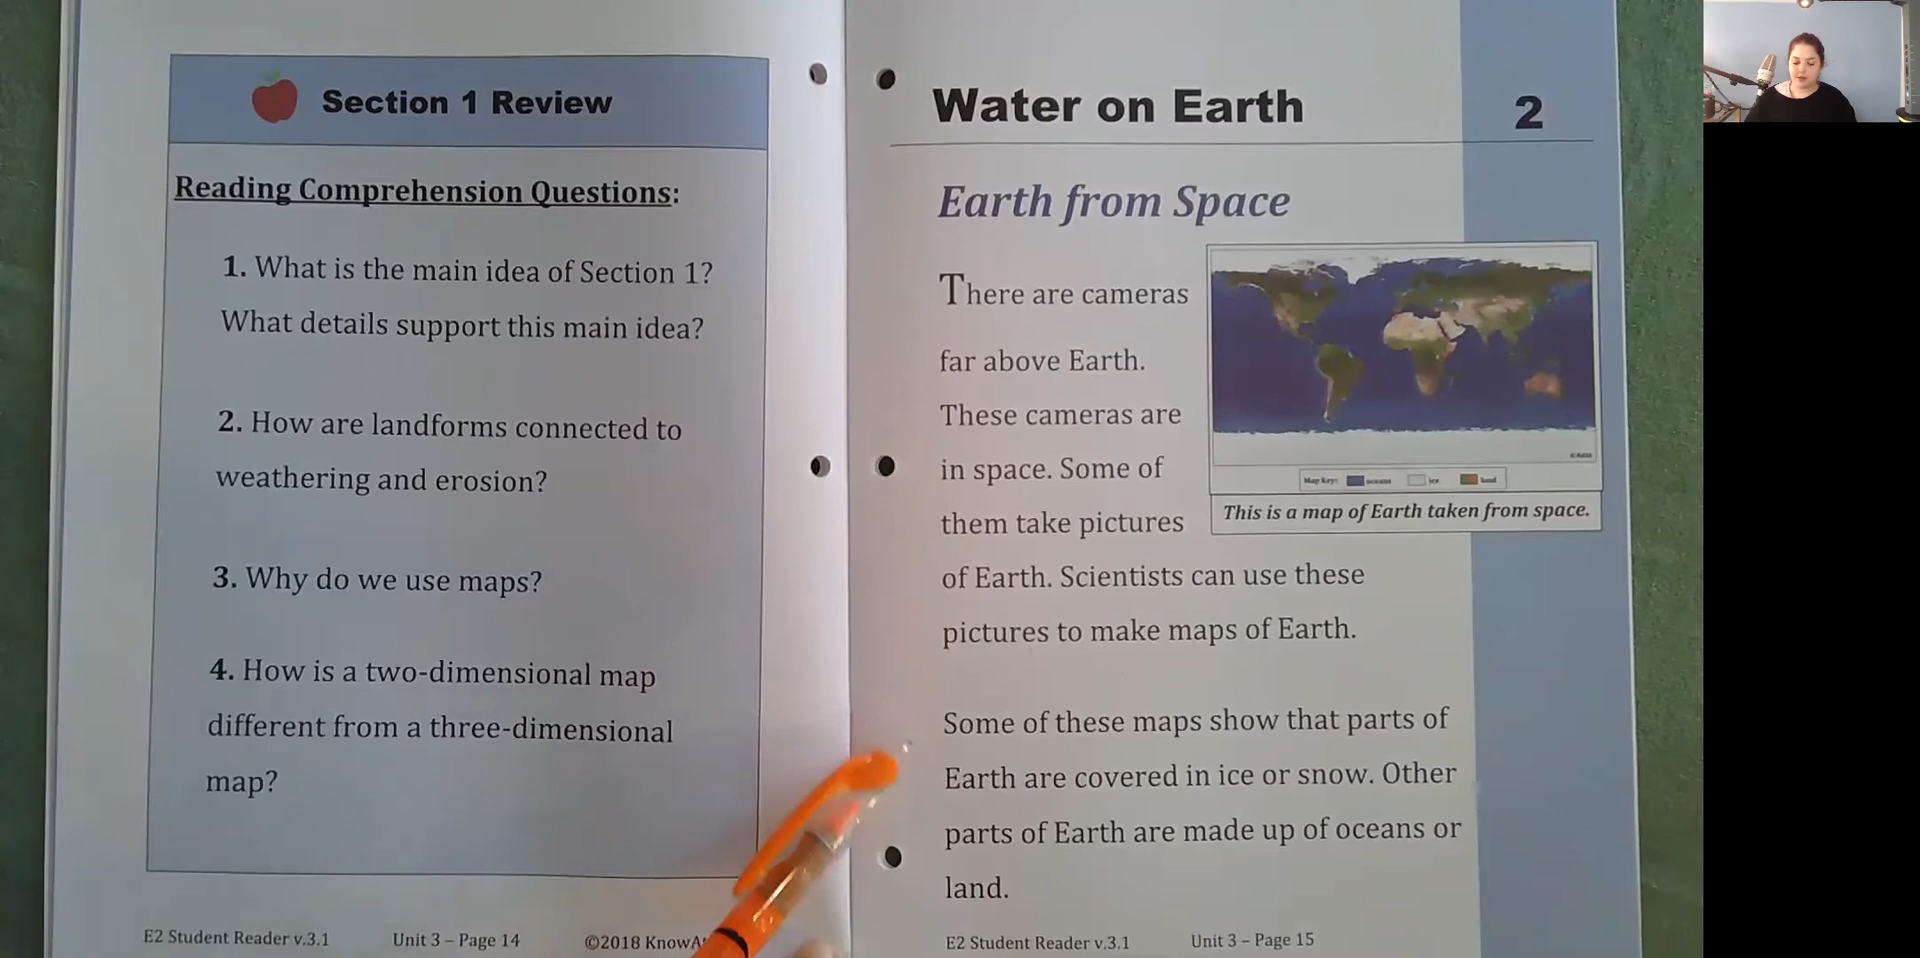 Section 1 Review
Reading Comprehension Questions:
1. What is the main idea of Section 1?
What details support this main idea?
2. How are landforms connected to
weathering and erosion?
3. Why do we use maps?
4. How is a two-dimensional map
different from a three-dimensional
map?
E2 Student Reader v.3.1 Unit 3 – Page 14 ©2018
Water on Earth 2
Earth from Space
There are cameras
far above Earth.
These cameras are
in space. Some of
them take pictures
of Earth. Scientists can use these
pictures to make maps of Earth.
Map Key: oceans ice land
This is a map of Earth taken from space.
Some of these maps show that parts of
Earth are covered in ice or snow. Other
parts of Earth are made up of oceans or
land.
E2 Student Reader v.3.1 Unit 3 – Page 15